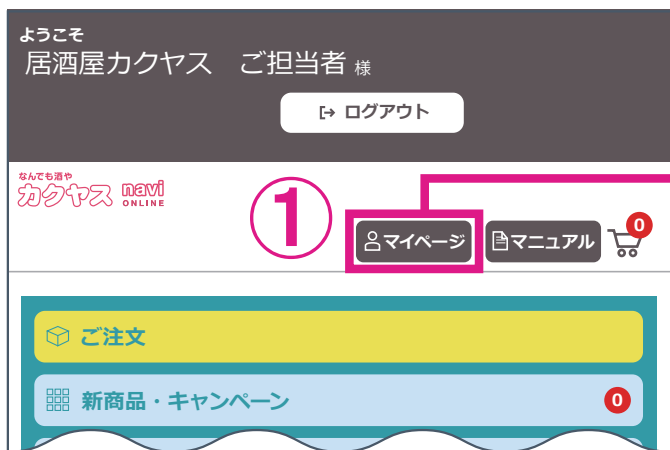 ようこそ
居酒屋カクヤス　ご担当者 様
ログアウト
なんでも酒や
カクヤス navi
ONLINE
①
マイページ
マニュアル
0
ご注文
新商品・キャンペーン
0